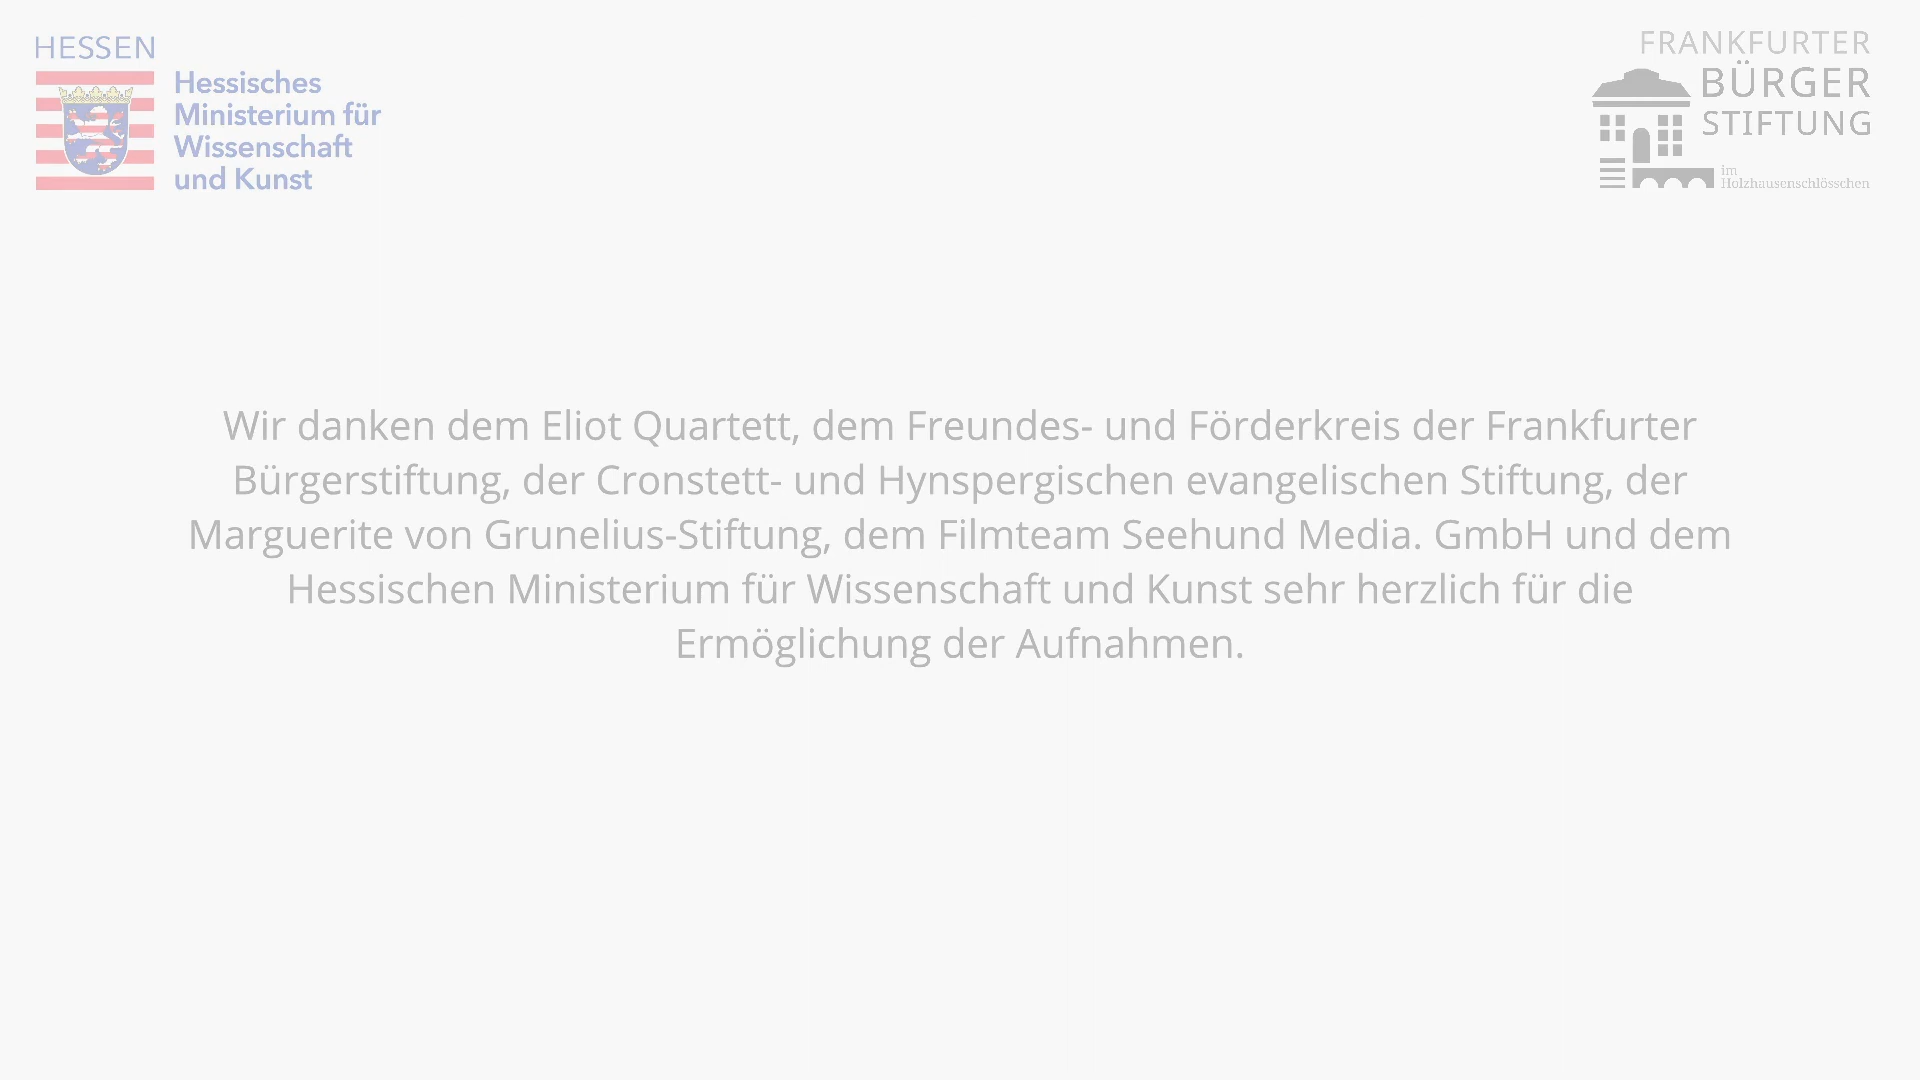 HESSEN
Hessisches
Ministerium für
Wissenschaft
und Kunst
FRANKFURTER
BÜRGER
STIFTUNG
im
Holzhausenschlösschen
Wir danken dem Eliot Quartett, dem Freundes- und Förderkreis der Frankfurter
Bürgerstiftung, der Cronstett- und Hynspergischen evangelischen Stiftung, der
Marguerite von Grunelius-Stiftung, dem Filmteam Seehund Media. GmbH und dem
Hessischen Ministerium für Wissenschaft und Kunst sehr herzlich für die
Ermöglichung der Aufnahmen.